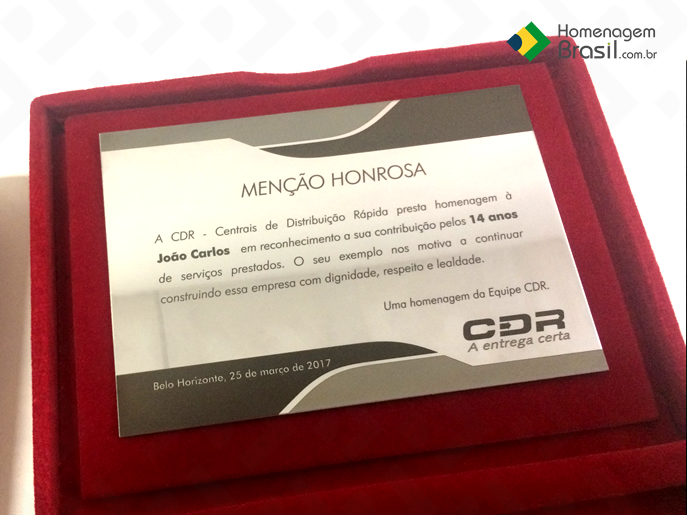 Homenagem
Brasil.com.br
MENÇÃO HONROSA
A CDR - Centrais de Distribuição Rápida presta homenagem à
João Carlos em reconhecimento a sua contribuição pelos 14 anos
de serviços prestados. O seu exemplo nos motiva a continuar
construindo essa empresa com dignidade, respeito e lealdade.
Uma homenagem da Equipe CDR.
CDR
A entrega certa
Belo Horizonte, 25 de março de 2017